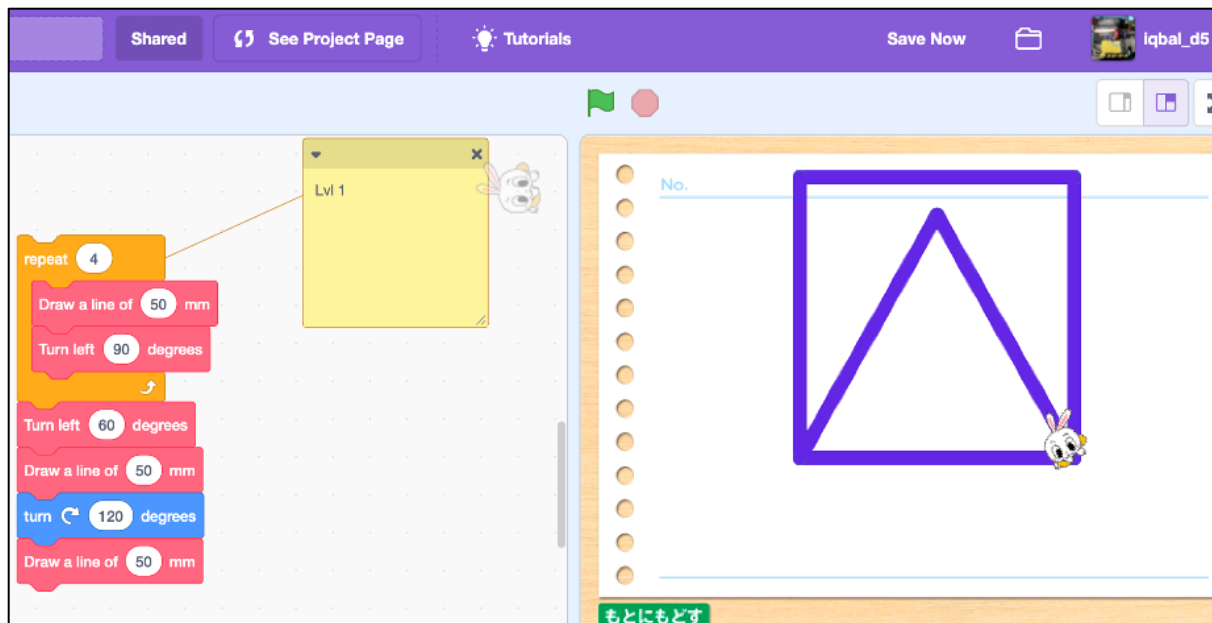 Shared
See Project Page
Tutorials
Save Now
iqbal_d5
Lvl 1
repeat 4
Draw a line of 50 mm
Turn left 90 degrees
Turn left 60 degrees
Draw a line of 50 mm
turn 120 degrees
Draw a line of 50 mm
No.
もとにもどす